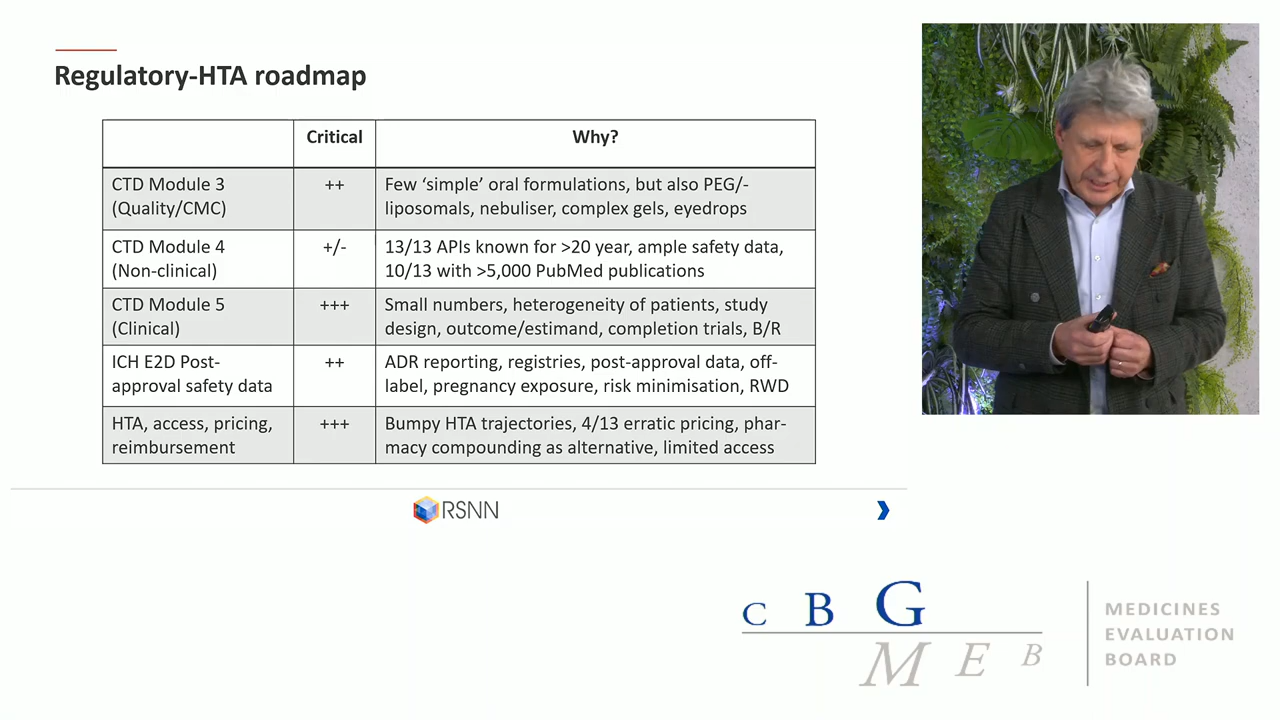 Regulatory-HTA roadmap
Critical
Why?
CTD Module 3
(Quality/CMC)
++
Few ‘simple’ oral formulations, but also PEG/-
liposomals, nebuliser, complex gels, eyedrops
CTD Module 4
(Non-clinical)
+/-
13/13 APIs known for >20 year, ample safety data,
10/13 with >5,000 PubMed publications
CTD Module 5
(Clinical)
+++
Small numbers, heterogeneity of patients, study
design, outcome/estimand, completion trials, B/R
ICH E2D Post-
approval safety data
++
ADR reporting, registries, post-approval data, off-
label, pregnancy exposure, risk minimisation, RWD
HTA, access, pricing,
reimbursement
+++
Bumpy HTA trajectories, 4/13 erratic pricing, phar-
macy compounding as alternative, limited access
RSNN
C B G
M E B
MEDICINES
EVALUATION
BOARD